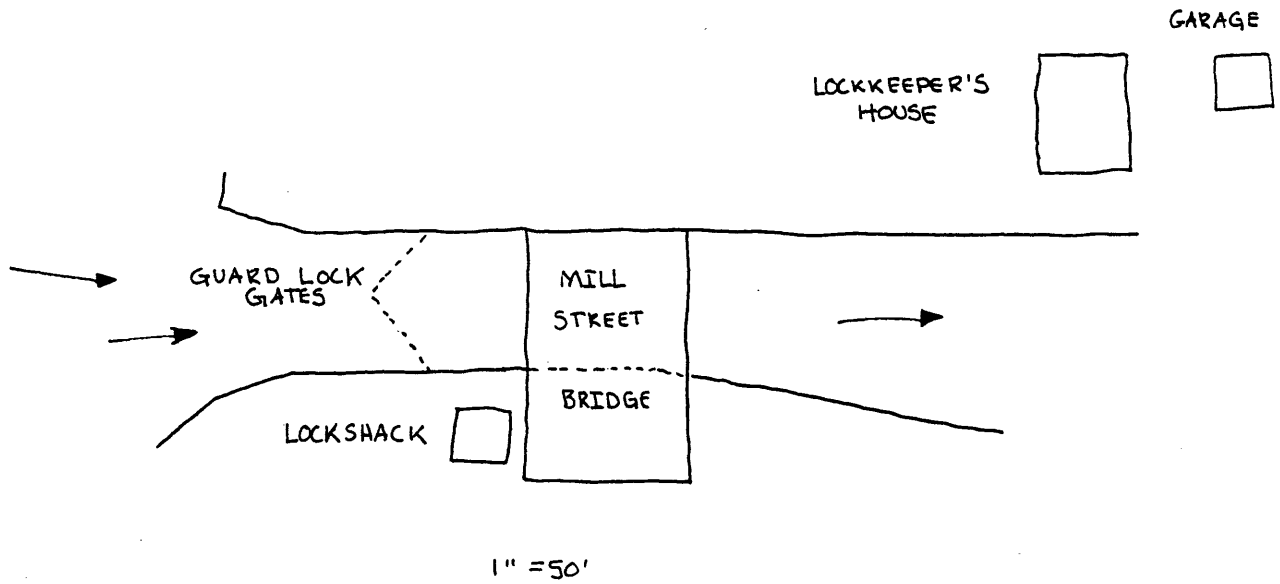 GARAGE
LOCKKEEPER'S
HOUSE
GUARD LOCK
GATES
MILL
STREET
BRIDGE
LOCKSHACK
1" = 50'